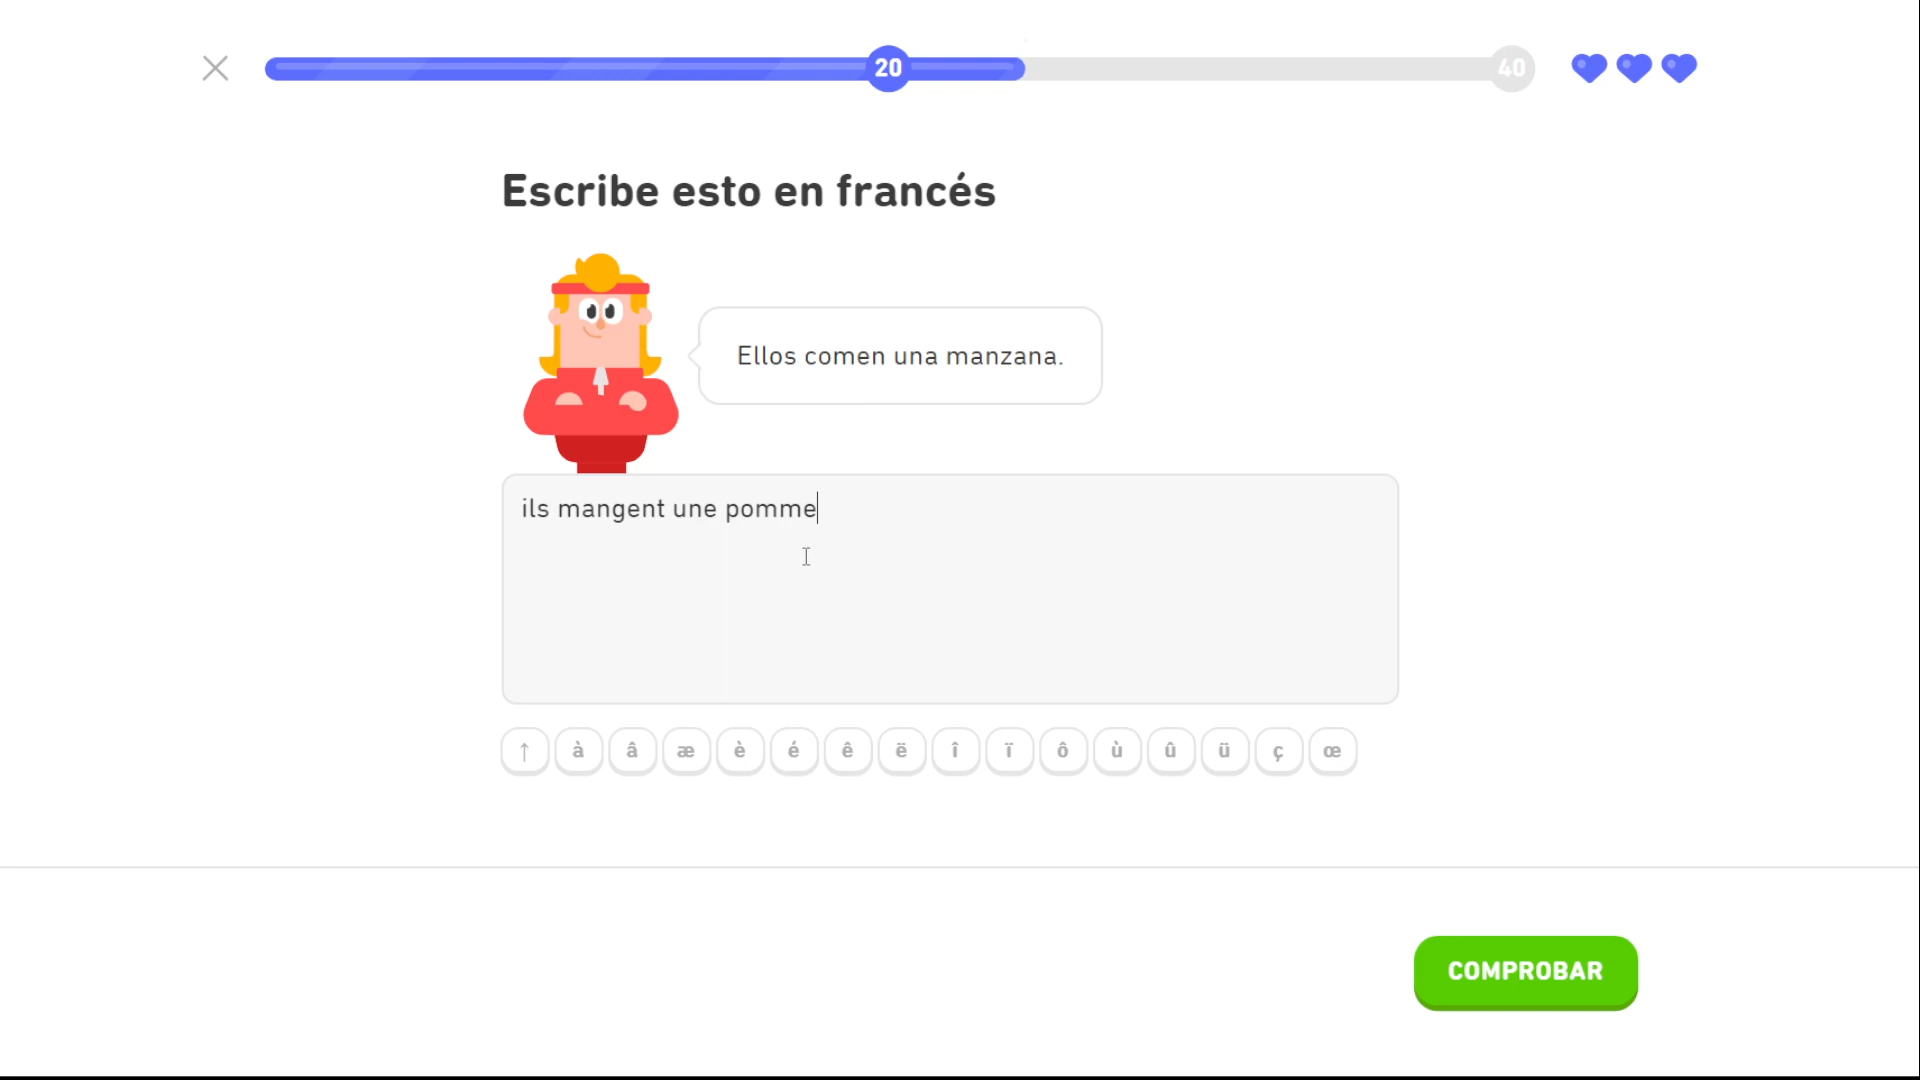 20
40
Escribe esto en francés
Ellos comen una manzana.
ils mangent une pomme
↑ à â æ è é ê ë î ï ô ù û ü ç œ
COMPROBAR